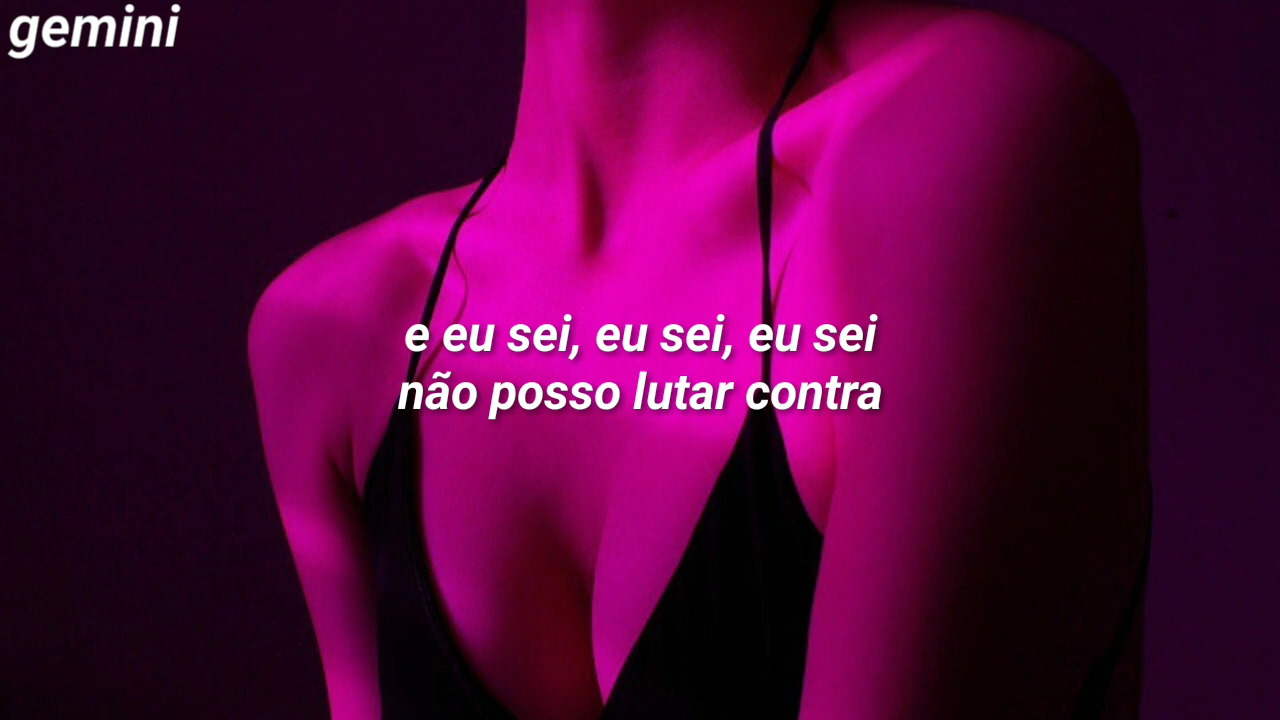 gemini
e eu sei, eu sei, eu sei
não posso lutar contra